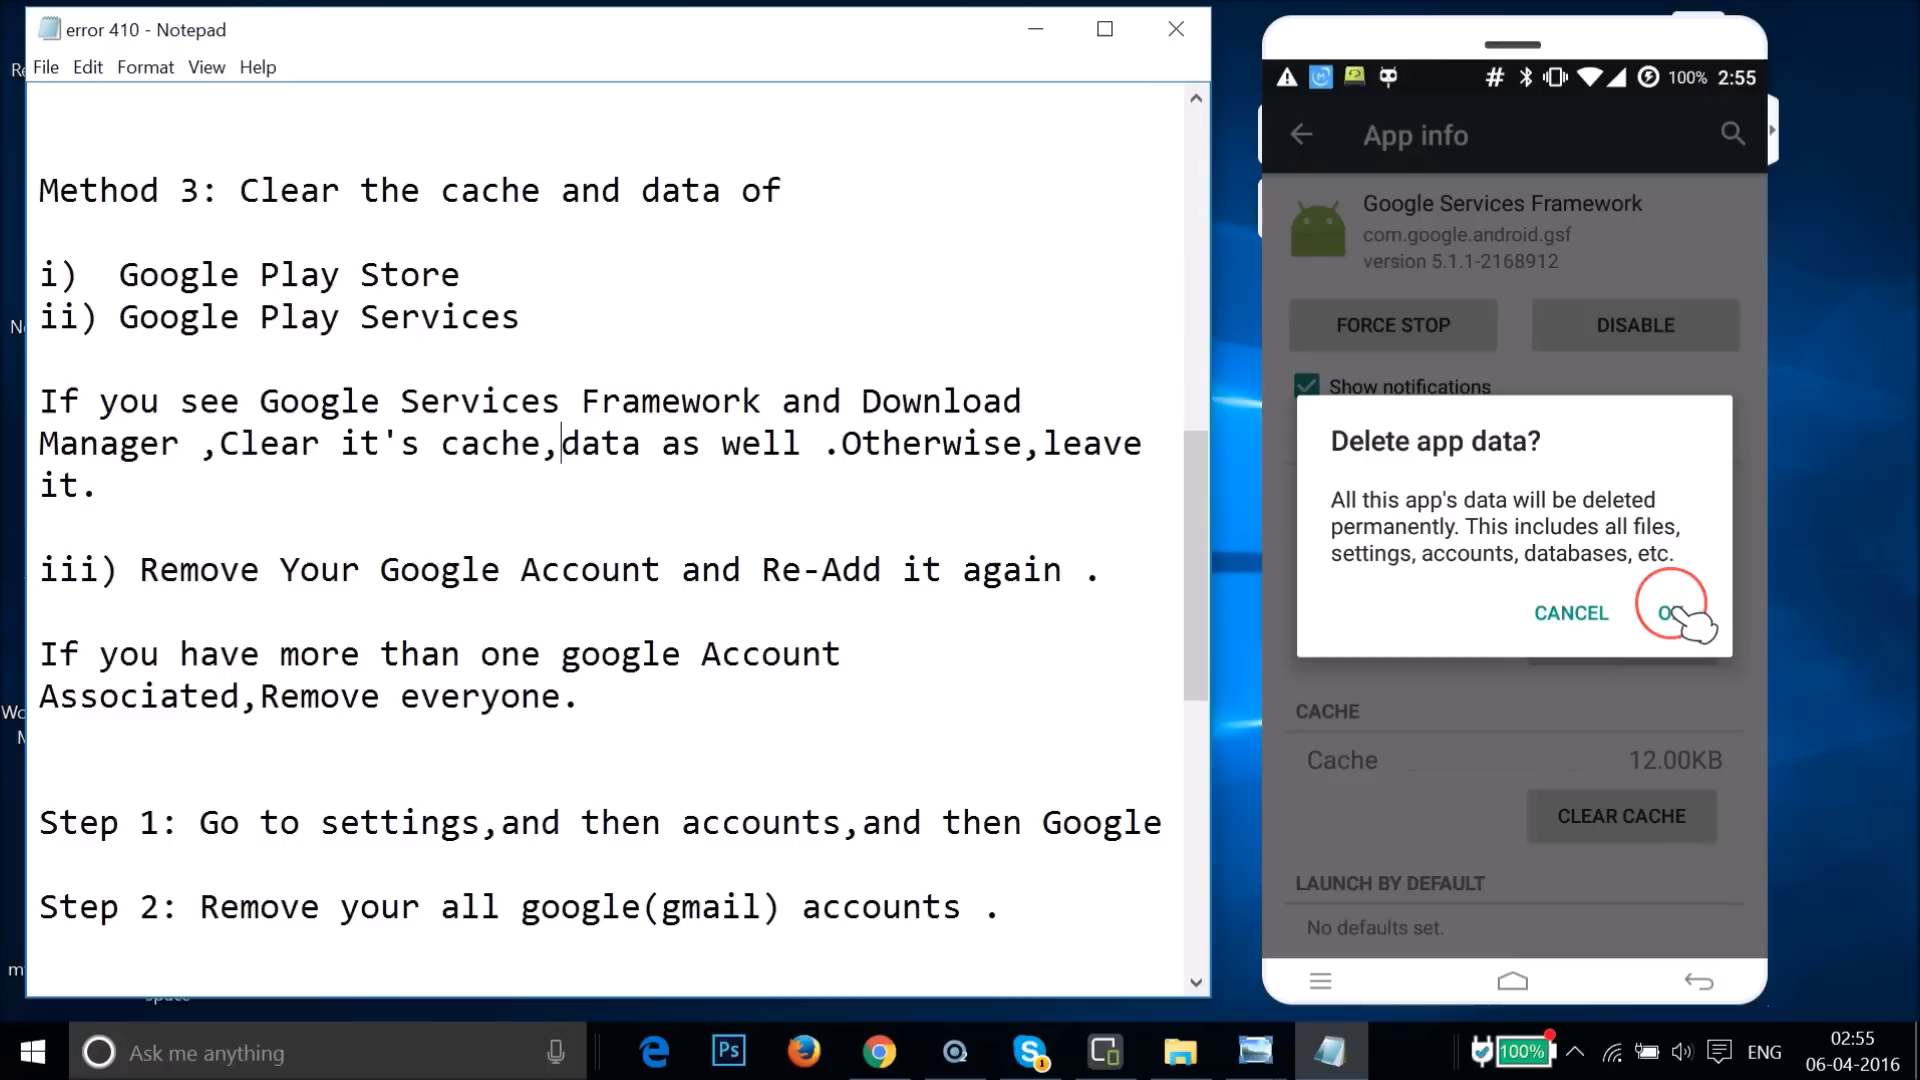 error 410 - Notepad
File Edit Format View Help
Method 3: Clear the cache and data of
i) Google Play Store
ii) Google Play Services
If you see Google Services Framework and Download
Manager ,Clear it's cache,data as well .Otherwise,leave
it.
iii) Remove Your Google Account and Re-Add it again .
If you have more than one google Account
Associated,Remove everyone.
Step 1: Go to settings,and then accounts,and then Google
Step 2: Remove your all google(gmail) accounts .
100% 2:55
App info
Google Services Framework
com.google.android.gsf
version 5.1.1-2168912
FORCE STOP DISABLE
Show notifications
Delete app data?
All this app's data will be deleted
permanently. This includes all files,
settings, accounts, databases, etc.
CANCEL
CACHE
Cache 12.00KB
CLEAR CACHE
LAUNCH BY DEFAULT
No defaults set.
Ask me anything
Ps
1
100%
ENG
02:55
06-04-2016